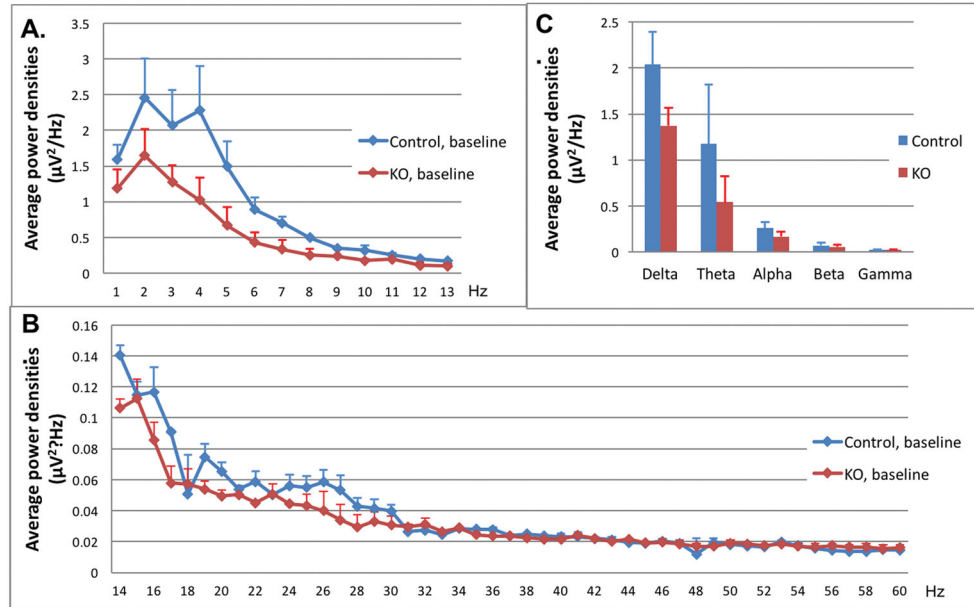 A.
Average power densities
(µV²/Hz)
3.5
3
2.5
2
1.5
1
0.5
0
1 2 3 4 5 6 7 8 9 10 11 12 13 Hz
Control, baseline
KO, baseline
C
Average power densities
(µV²/Hz)
2.5
2
1.5
1
0.5
0
Delta Theta Alpha Beta Gamma
Control
KO
B
Average power densities
(µV²?Hz)
0.16
0.14
0.12
0.1
0.08
0.06
0.04
0.02
0
14 16 18 20 22 24 26 28 30 32 34 36 38 40 42 44 46 48 50 52 54 56 58 60 Hz
Control, baseline
KO, baseline